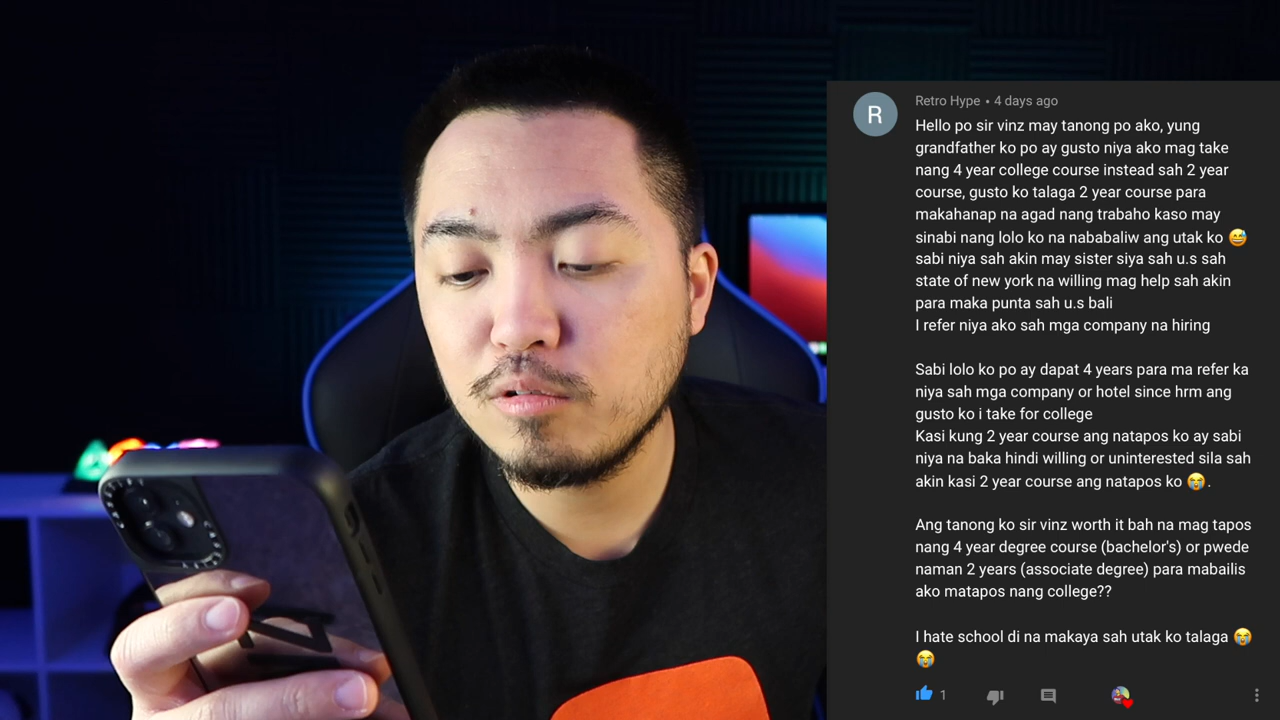 R
Retro Hype • 4 days ago
Hello po sir vinz may tanong po ako, yung
grandfather ko po ay gusto niya ako mag take
nang 4 year college course instead sah 2 year
course, gusto ko talaga 2 year course para
makahanap na agad nang trabaho kaso may
sinabi nang lolo ko na nababaliw ang utak ko 😅
sabi niya sah akin may sister siya sah u.s sah
state of new york na willing mag help sah akin
para maka punta sah u.s bali
I refer niya ako sah mga company na hiring
Sabi lolo ko po ay dapat 4 years para ma refer ka
niya sah mga company or hotel since hrm ang
gusto ko i take for college
Kasi kung 2 year course ang natapos ko ay sabi
niya na baka hindi willing or uninterested sila sah
akin kasi 2 year course ang natapos ko 😭.
Ang tanong ko sir vinz worth it bah na mag tapos
nang 4 year degree course (bachelor's) or pwede
naman 2 years (associate degree) para mabailis
ako matapos nang college??
I hate school di na makaya sah utak ko talaga 😭
😭
1